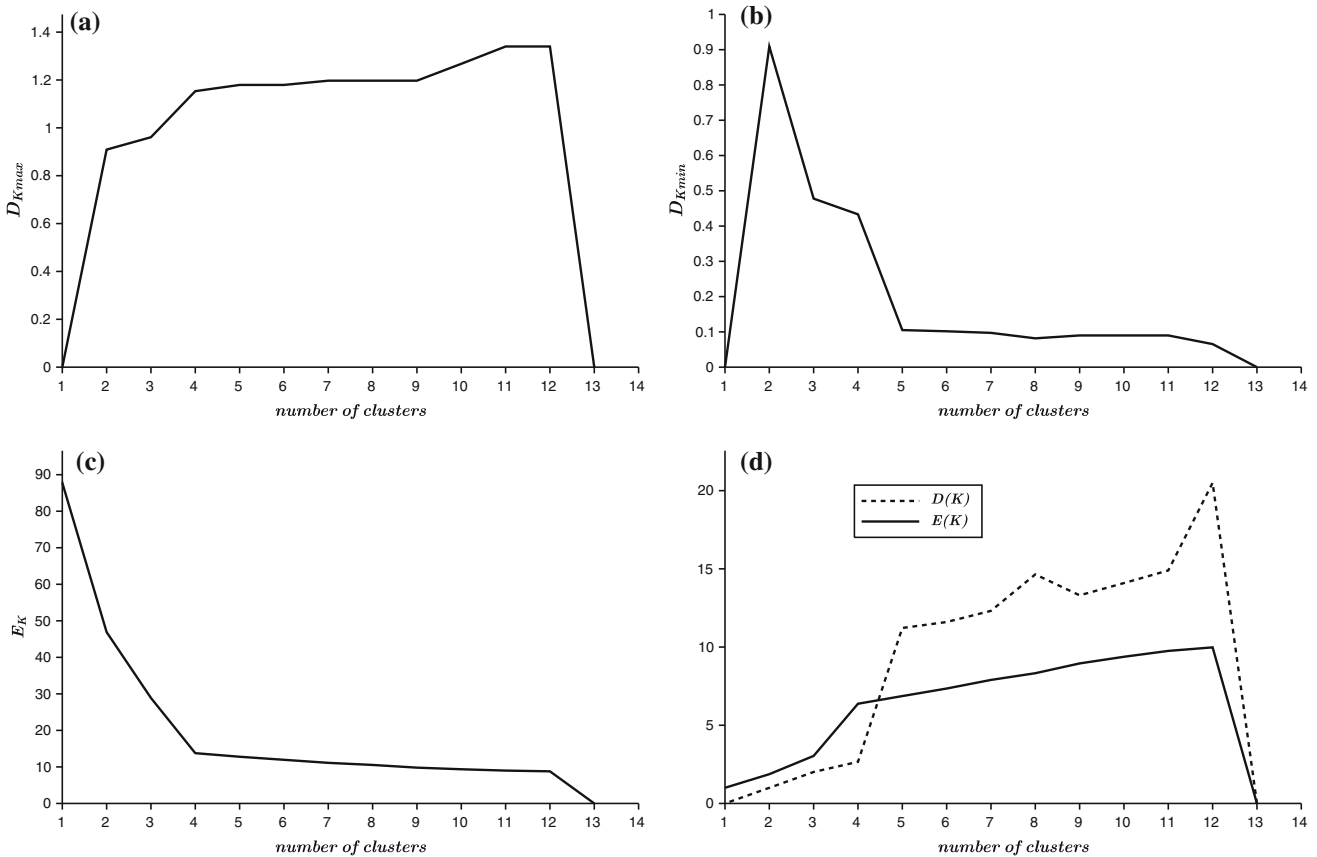 (a)
1.4
1.2
1
0.8
0.6
0.4
0.2
0
D_Kmax
1 2 3 4 5 6 7 8 9 10 11 12 13 14
number of clusters
(b)
1
0.9
0.8
0.7
0.6
0.5
0.4
0.3
0.2
0.1
0
D_Kmin
1 2 3 4 5 6 7 8 9 10 11 12 13 14
number of clusters
(c)
90
80
70
60
50
40
30
20
10
0
E_K
1 2 3 4 5 6 7 8 9 10 11 12 13 14
number of clusters
(d)
D(K)
E(K)
20
15
10
5
0
1 2 3 4 5 6 7 8 9 10 11 12 13 14
number of clusters